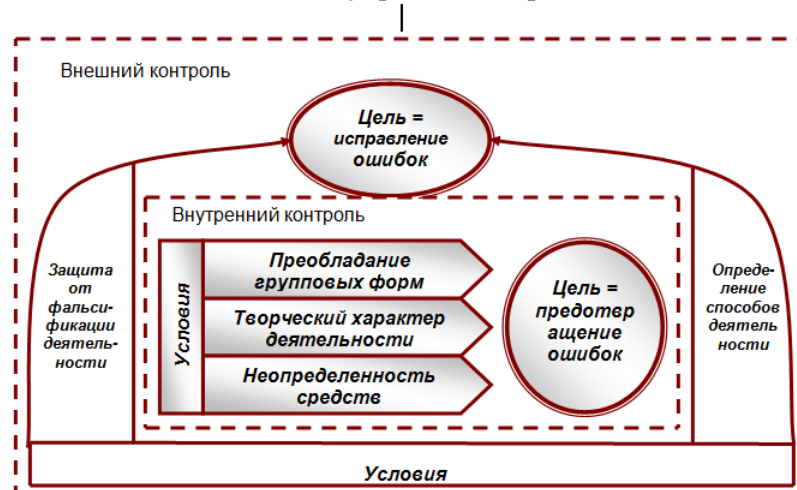 Внешний контроль
Цель =
исправление
ошибок
Внутренний контроль
Защита
от
фальси-
фикации
деятель-
ности
Условия
Преобладание
групповых форм
Творческий характер
деятельности
Неопределенность
средств
Цель =
предотвр
ащение
ошибок
Опреде-
ление
способов
деятель
ности
Условия